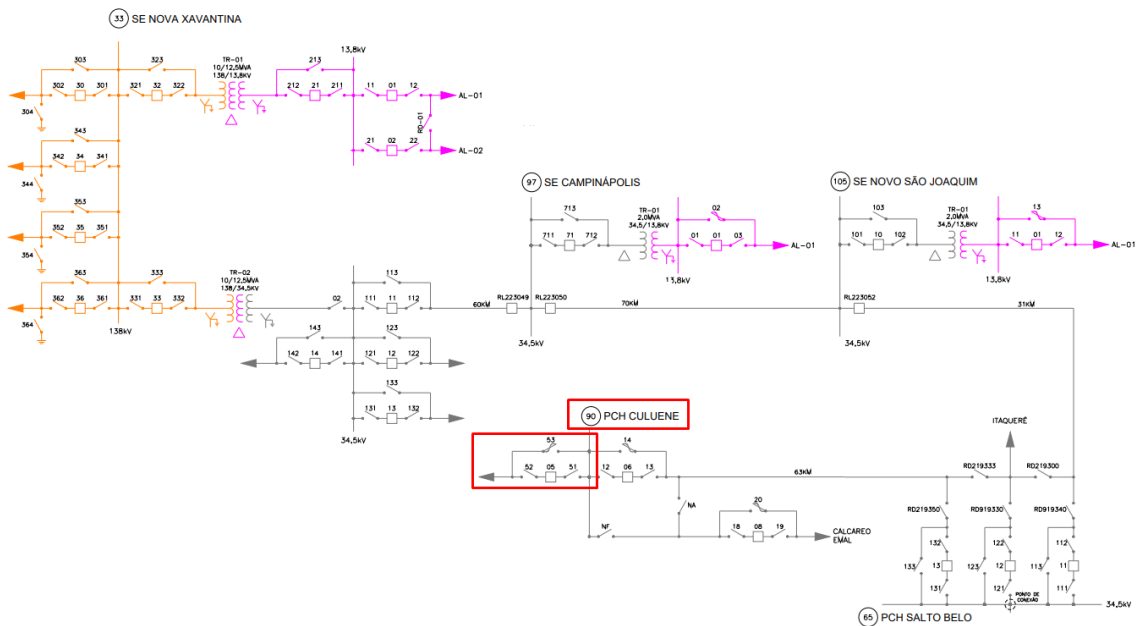 33 SE NOVA XAVANTINA
303
302 30 301
304
323
321 32 322
TR-01
10/12,5MVA
138/13,8KV
213
212 21 211
13,8kV
11 01 12
AL-01
RD-01
21 02 22
AL-02
343
342 34 341
344
353
352 35 351
354
363
362 36 361
364
333
331 33 332
138kV
TR-02
10/12,5MVA
138/34,5KV
02
113
111 11 112
143
142 14 141
123
121 12 122
133
131 13 132
34,5kV
60KM
RL223049
RL223050
70KM
97 SE CAMPINÁPOLIS
713
711 71 712
TR-01
2,0MVA
34,5/13,8KV
02
01 01 03
AL-01
13,8kV
34,5kV
105 SE NOVO SÃO JOAQUIM
103
101 10 102
TR-01
2,0MVA
34,5/13,8KV
13
11 01 12
AL-01
13,8kV
RL223052
31KM
34,5kV
90 PCH CULUENE
53
52 05 51
14
12 06 13
63KM
NA
NF
20
18 08 19
CALCAREO
EMAL
ITAQUERÊ
RD219333
RD219300
RD219350
RD919330
RD919340
132
133
13
131
122
123
12
121
112
113
11
111
PONTO DE
CONEXÃO
34,5kV
65 PCH SALTO BELO